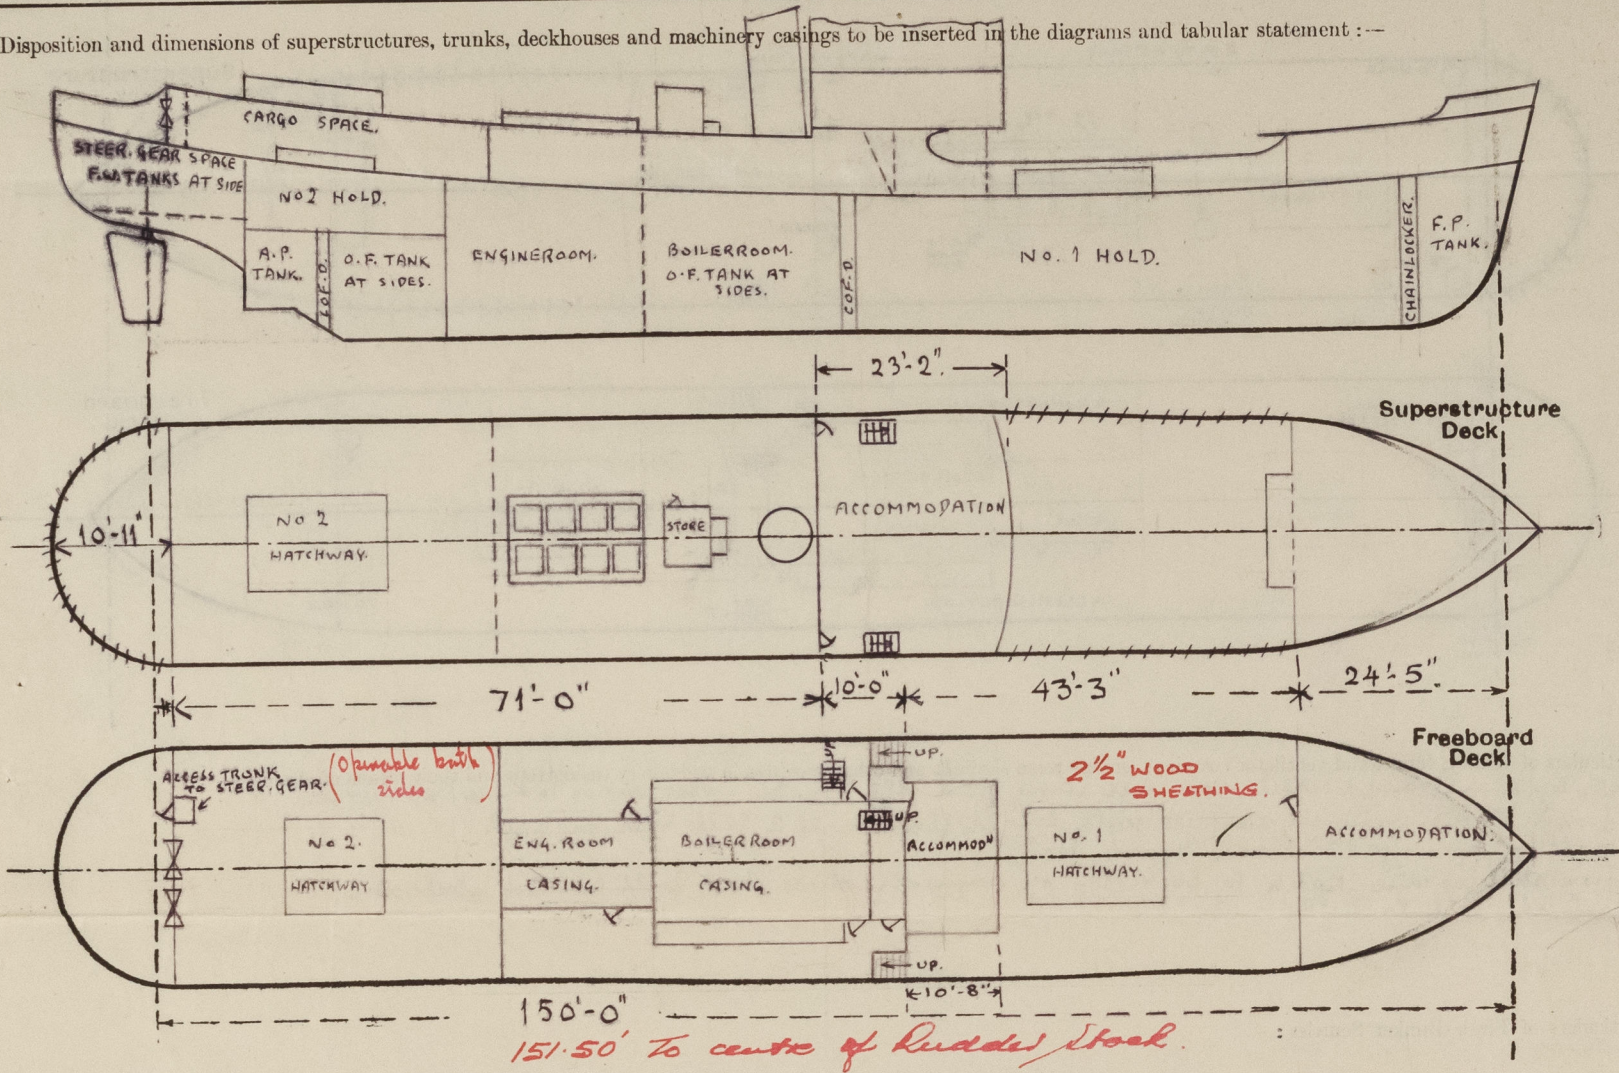 Disposition and dimensions of superstructures, trunks, deckhouses and machinery casings to be inserted in the diagrams and tabular statement :—
CARGO SPACE.
STEER. GEAR SPACE
F.W. TANKS AT SIDE
No 2 HOLD.
A.P.
TANK.
COF.D.
O.F. TANK
AT SIDES.
ENGINEROOM.
BOILERROOM.
O.F. TANK AT
SIDES.
COF.D.
No. 1 HOLD.
CHAINLOCKER.
F.P.
TANK.
23'-2".
Superstructure
Deck
10'-11"
No 2
HATCHWAY.
STORE
ACCOMMODATION
71'-0"
10'-0"
43'-3"
24'-5".
Freeboard
Deck
ACCESS TRUNK
TO STEER. GEAR.
(Openable both
sides)
UP.
UP.
UP.
2½" WOOD
SHEATHING.
No 2.
HATCHWAY
ENG. ROOM
CASING.
BOILERROOM
CASING.
ACCOMMODN
No. 1
HATCHWAY.
ACCOMMODATION.
UP.
10'-8"
150'-0"
151.50' To centre of Rudder Stock.